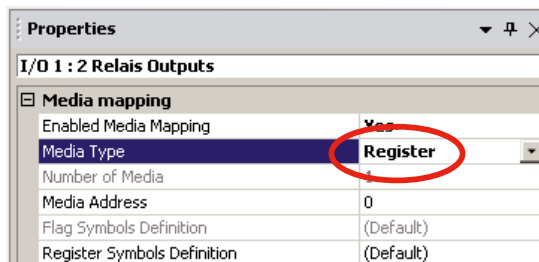 Properties
I/O 1 : 2 Relais Outputs
Media mapping
Enabled Media Mapping Yes
Media Type Register
Number of Media 1
Media Address 0
Flag Symbols Definition (Default)
Register Symbols Definition (Default)